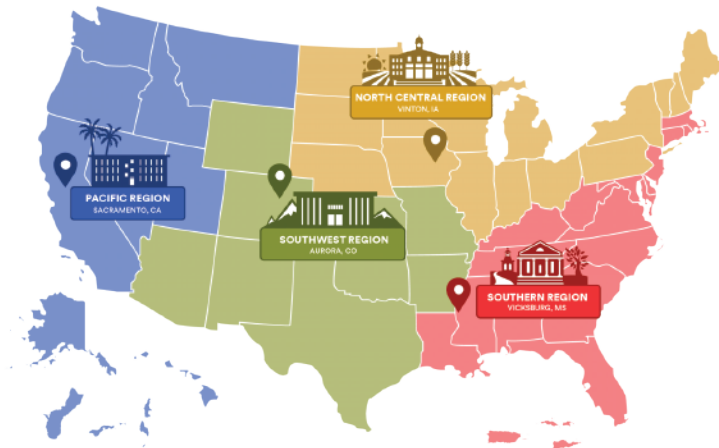 NORTH CENTRAL REGION
VINTON, IA
PACIFIC REGION
SACRAMENTO, CA
SOUTHWEST REGION
AURORA, CO
SOUTHERN REGION
VICKSBURG, MS